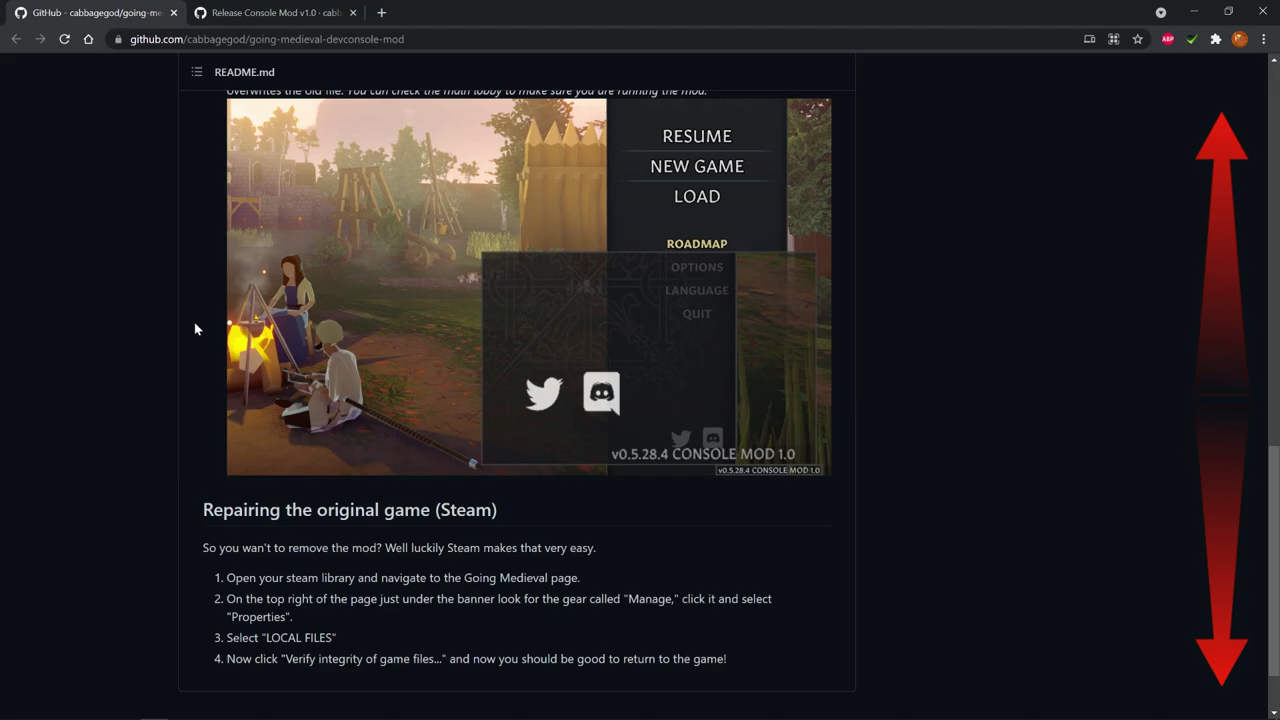 GitHub - cabbagegod/going-me
Release Console Mod v1.0 · cabb
github.com/cabbagegod/going-medieval-devconsole-mod
ABP
README.md
overwrites the old file. You can check the main lobby to make sure you are running the mod.
RESUME
NEW GAME
LOAD
ROADMAP
OPTIONS
LANGUAGE
QUIT
v0.5.28.4 CONSOLE MOD 1.0
v0.5.28.4 CONSOLE MOD 1.0
Repairing the original game (Steam)
So you wan't to remove the mod? Well luckily Steam makes that very easy.
1. Open your steam library and navigate to the Going Medieval page.
2. On the top right of the page just under the banner look for the gear called "Manage," click it and select
"Properties".
3. Select "LOCAL FILES"
4. Now click "Verify integrity of game files..." and now you should be good to return to the game!